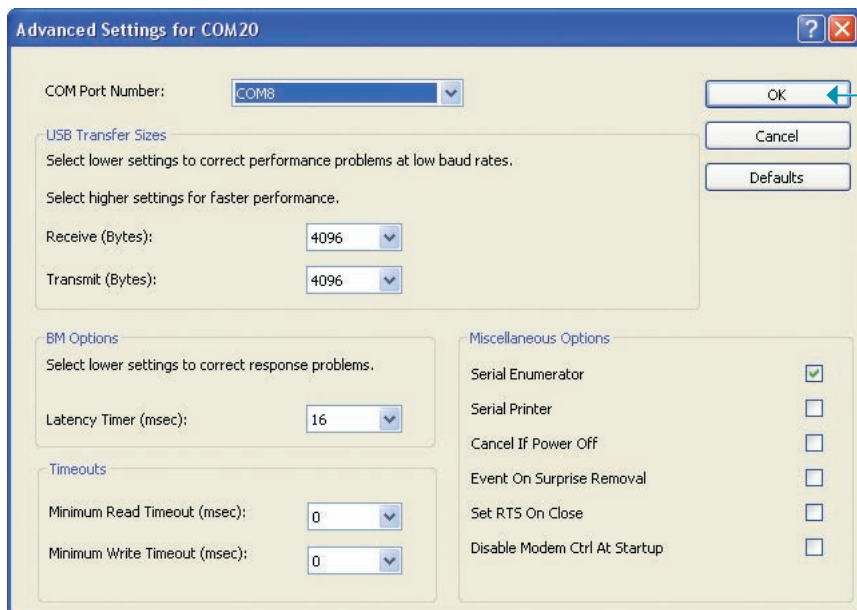 Advanced Settings for COM20
COM Port Number: COM8
OK
USB Transfer Sizes
Cancel
Select lower settings to correct performance problems at low baud rates.
Defaults
Select higher settings for faster performance.
Receive (Bytes): 4096
Transmit (Bytes): 4096
BM Options
Select lower settings to correct response problems.
Latency Timer (msec): 16
Timeouts
Minimum Read Timeout (msec): 0
Minimum Write Timeout (msec): 0
Miscellaneous Options
Serial Enumerator
Serial Printer
Cancel If Power Off
Event On Surprise Removal
Set RTS On Close
Disable Modem Ctrl At Startup